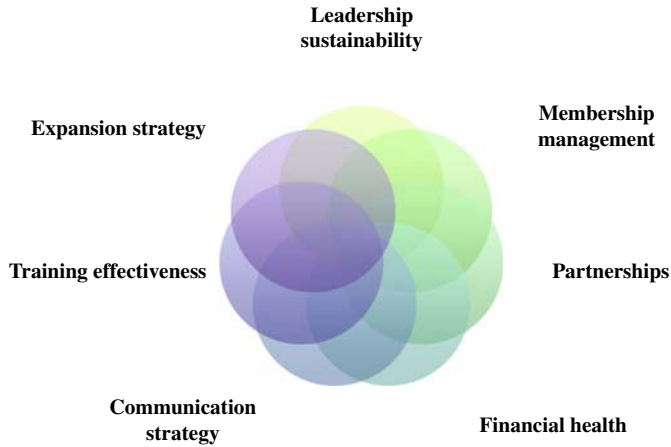 Leadership
sustainability
Expansion strategy
Membership
management
Training effectiveness
Partnerships
Communication
strategy
Financial health